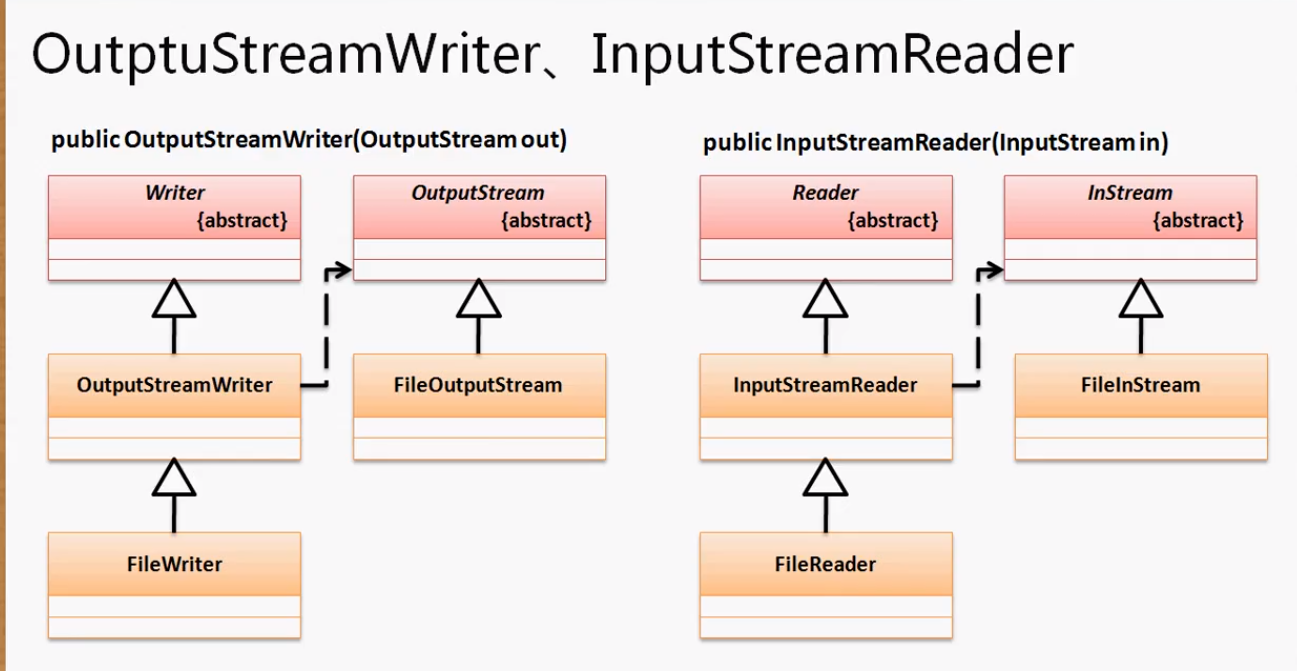 OutptuStreamWriter、InputStreamReader
public OutputStreamWriter(OutputStream out)
Writer
{abstract}
OutputStream
{abstract}
OutputStreamWriter
FileOutputStream
FileWriter
public InputStreamReader(InputStream in)
Reader
{abstract}
InStream
{abstract}
InputStreamReader
FileInStream
FileReader